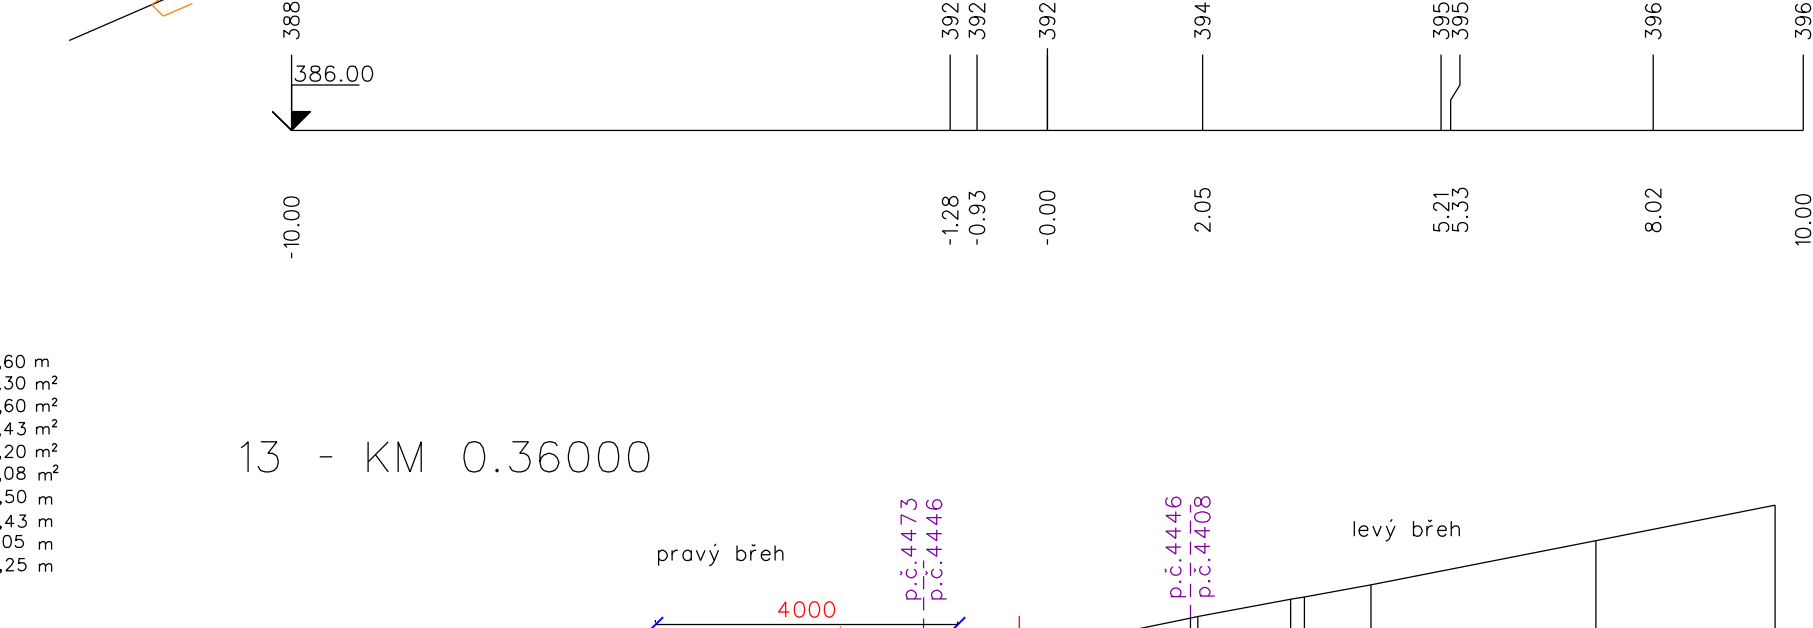 388 392 392 392 394 395 395 396 396
386.00
-10.00 -1.28 -0.93 -0.00 2.05 5.21 5.33 8.02 10.00
,60 m
,30 m²
,60 m²
,43 m²
,20 m²
,08 m²
,50 m
,43 m
05 m
,25 m
13 - KM 0.36000
pravý břeh
p.č.4473
p.č.4446
p.č.4446
p.č.4408
levý břeh
4000